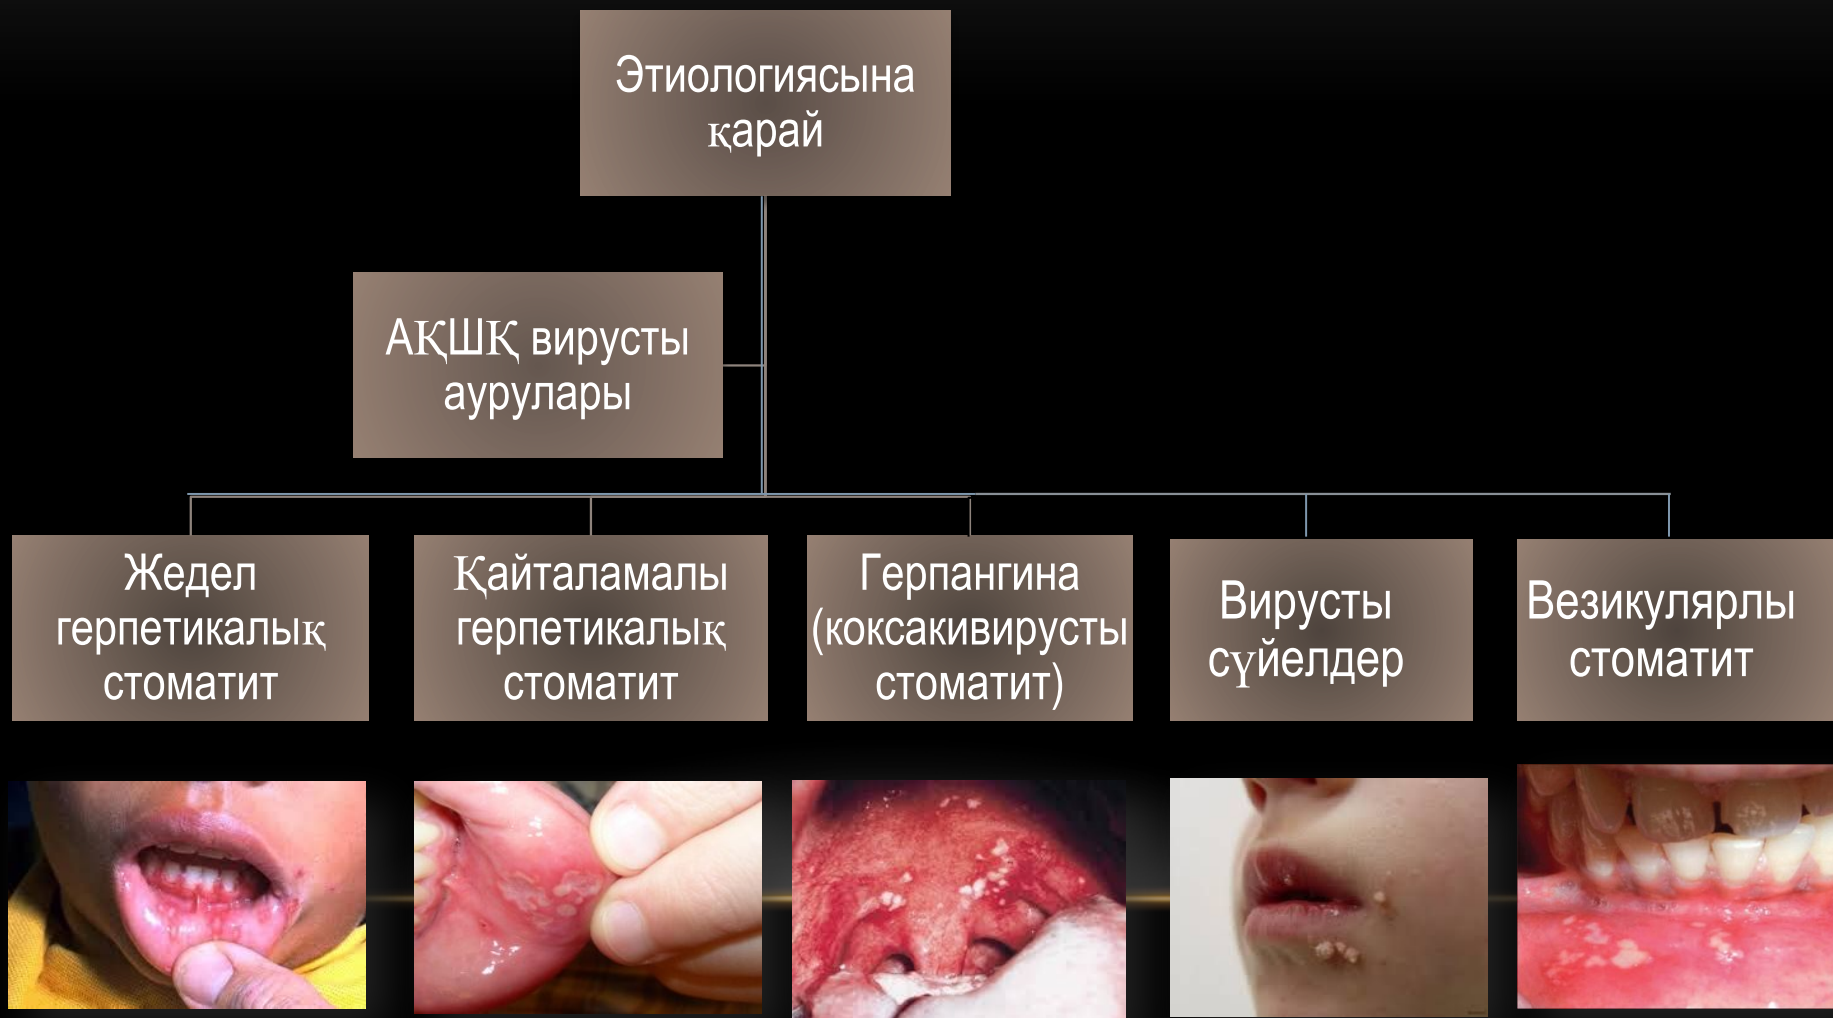 Этиологиясына
қарай
АҚШҚ вирусты
аурулары
Жедел
герпетикалық
стоматит
Қайталамалы
герпетикалық
стоматит
Герпангина
(коксакивирусты
стоматит)
Вирусты
сүйелдер
Везикулярлы
стоматит